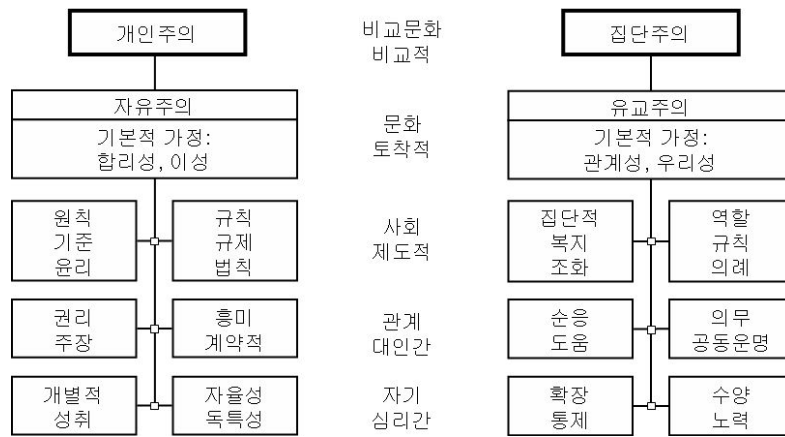 개인주의
비교문화
비교적
집단주의
자유주의
기본적 가정:
합리성, 이성
문화
토착적
유교주의
기본적 가정:
관계성, 우리성
원칙
기준
윤리
규칙
규제
법칙
사회
제도적
집단적
복지
조화
역할
규칙
의례
권리
주장
흥미
계약적
관계
대인간
순응
도움
의무
공동운명
개별적
성취
자율성
독특성
자기
심리간
확장
통제
수양
노력